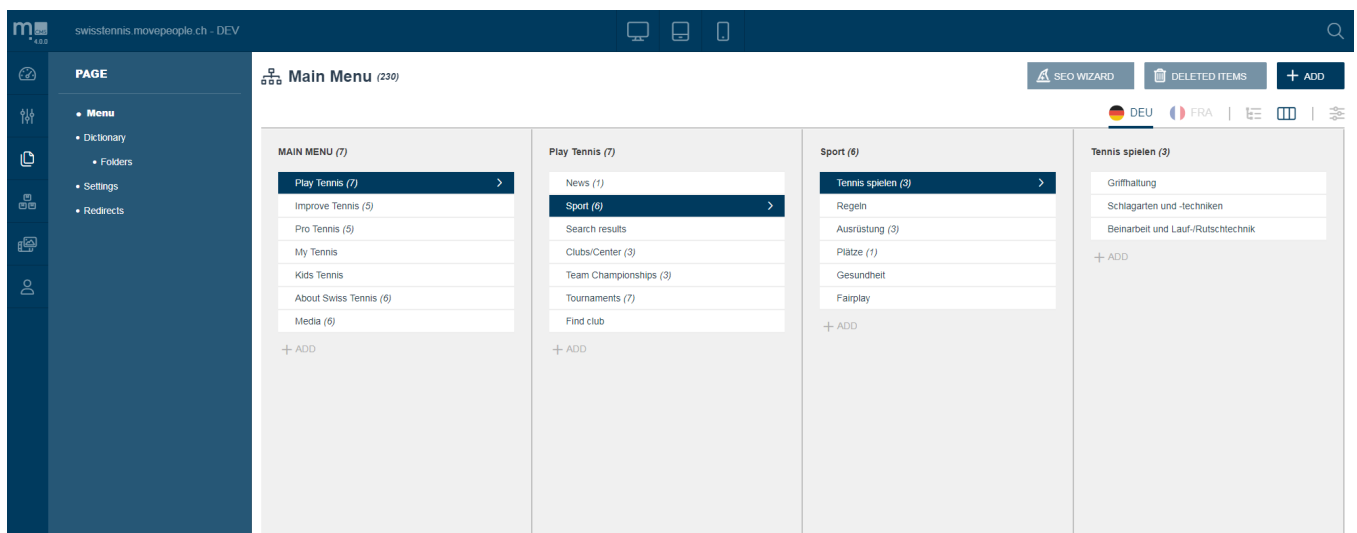 m. CMS 4.0.0
swisstennis.movepeople.ch - DEV
PAGE
• Menu
• Dictionary
• Folders
• Settings
• Redirects
Main Menu (230)
SEO WIZARD
DELETED ITEMS
+ ADD
DEU
FRA
MAIN MENU (7)
Play Tennis (7)
Improve Tennis (5)
Pro Tennis (5)
My Tennis
Kids Tennis
About Swiss Tennis (6)
Media (6)
+ ADD
Play Tennis (7)
News (1)
Sport (6)
Search results
Clubs/Center (3)
Team Championships (3)
Tournaments (7)
Find club
+ ADD
Sport (6)
Tennis spielen (3)
Regeln
Ausrüstung (3)
Plätze (1)
Gesundheit
Fairplay
+ ADD
Tennis spielen (3)
Griffhaltung
Schlagarten und -techniken
Beinarbeit und Lauf-/Rutschtechnik
+ ADD